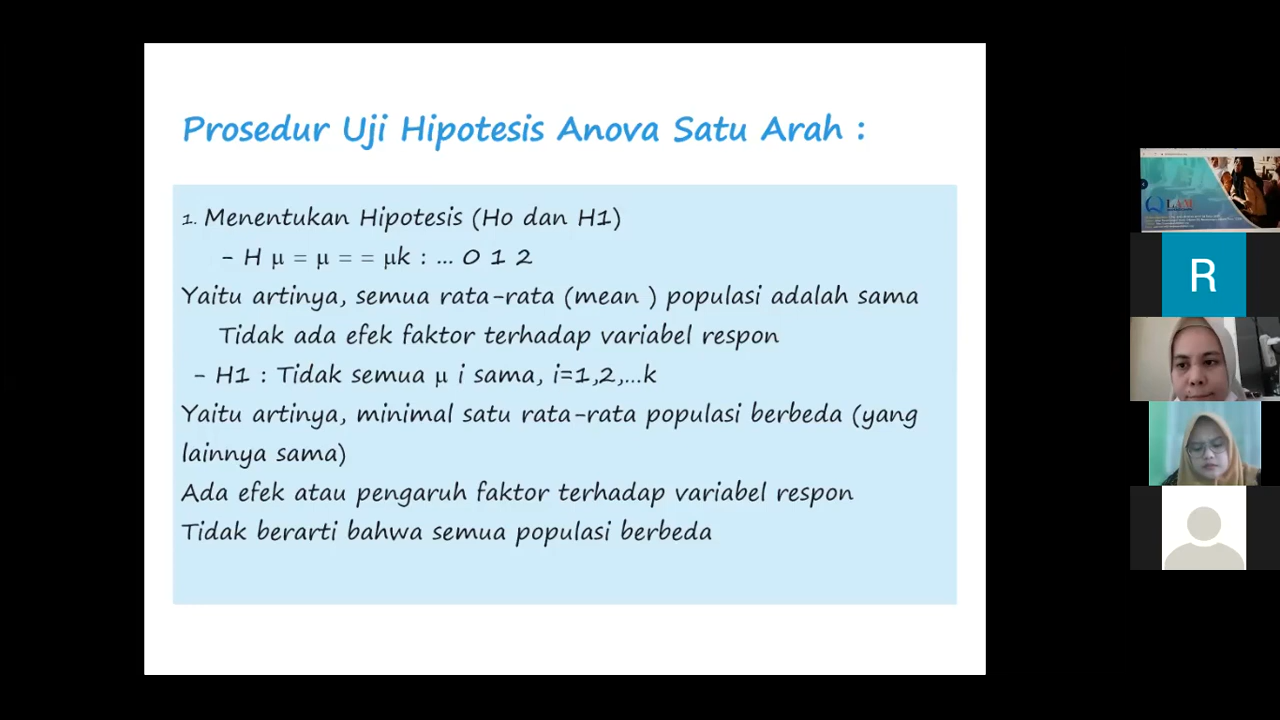 Prosedur Uji Hipotesis Anova Satu Arah :
1. Menentukan Hipotesis (Ho dan H1)
- H μ = μ = = μk : ... 0 1 2
Yaitu artinya, semua rata-rata (mean ) populasi adalah sama
Tidak ada efek faktor terhadap variabel respon
- H1 : Tidak semua μ i sama, i=1,2,...k
Yaitu artinya, minimal satu rata-rata populasi berbeda (yang
lainnya sama)
Ada efek atau pengaruh faktor terhadap variabel respon
Tidak berarti bahwa semua populasi berbeda
LAM
R